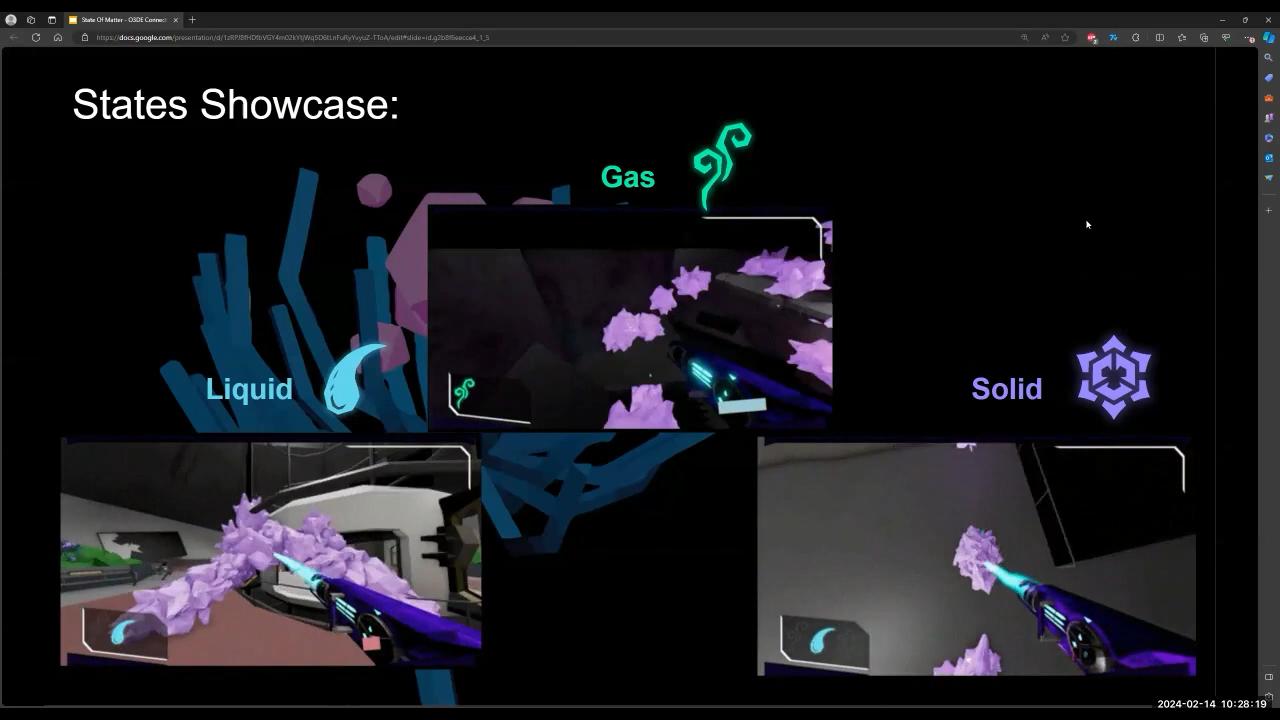 State Of Matter - O3DE Connect
States Showcase:
Gas
Liquid
Solid
2024-02-14 10:28:19